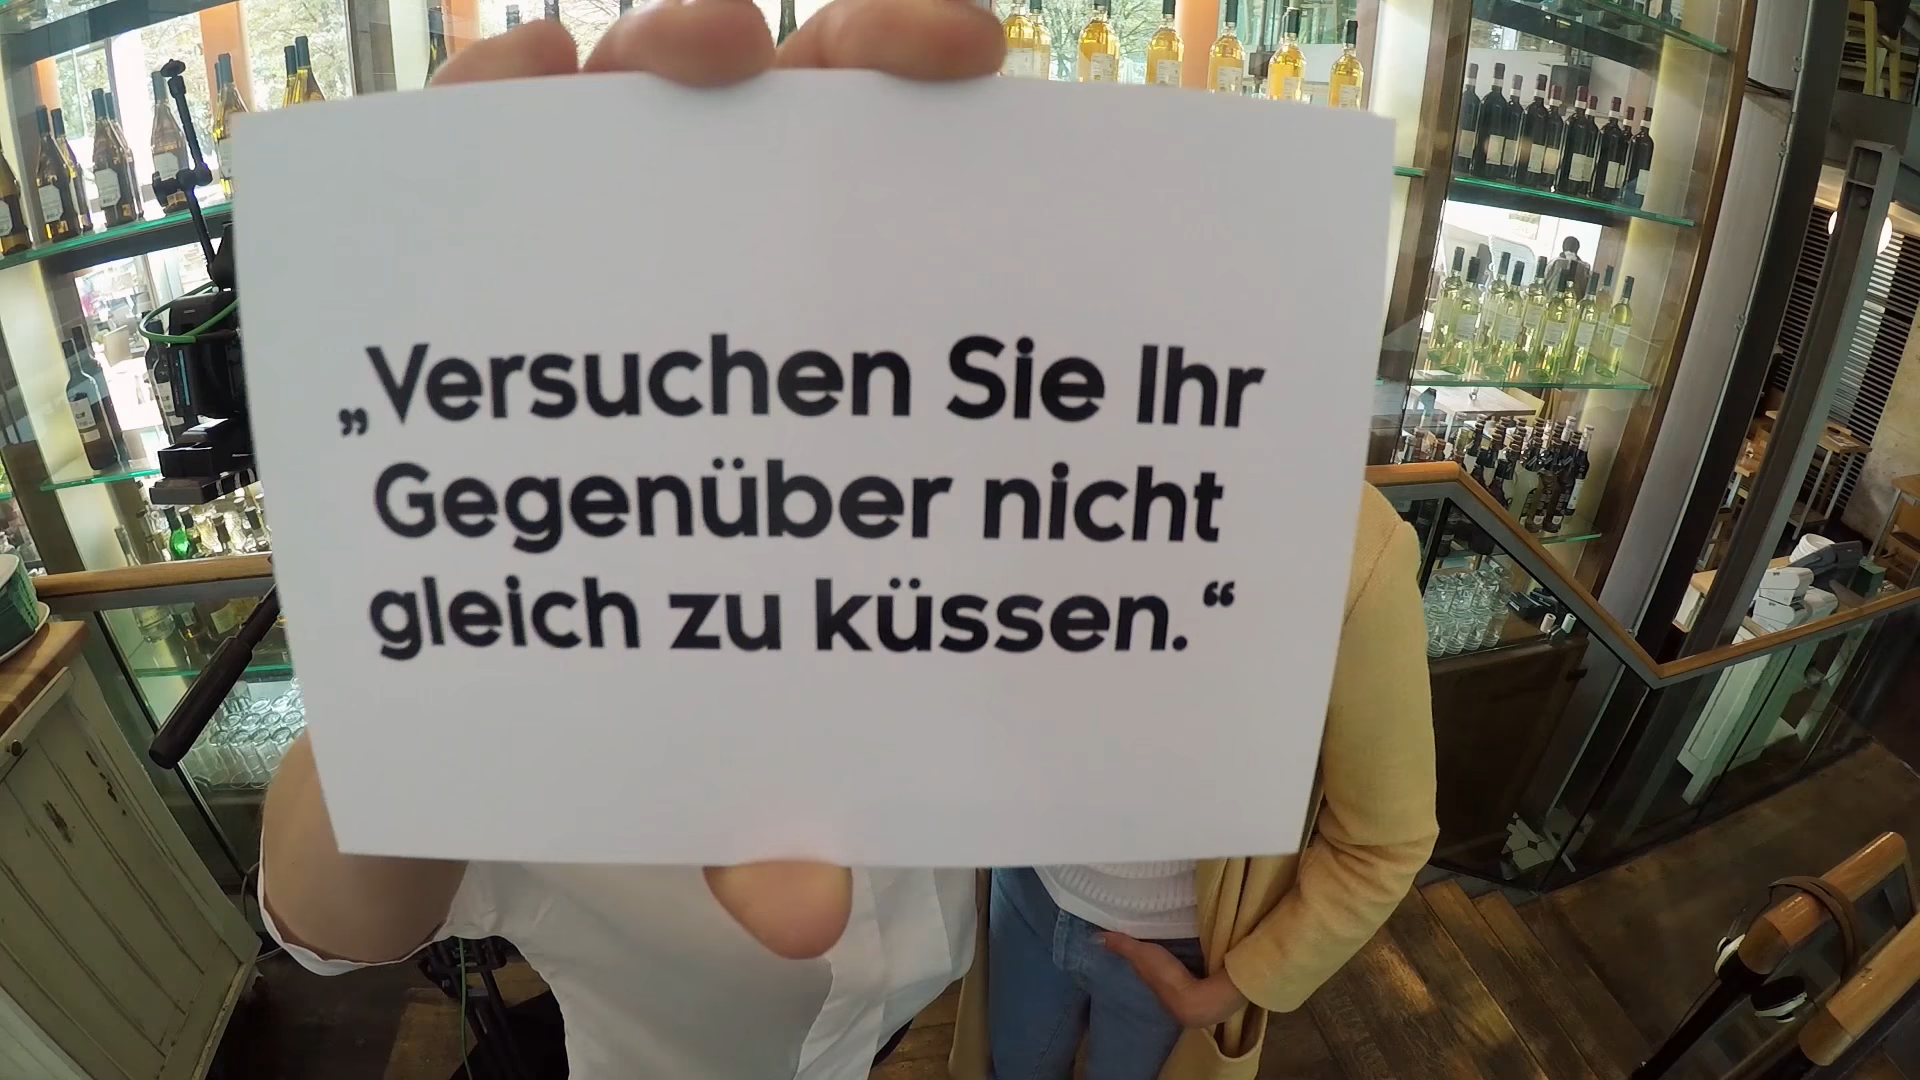 „Versuchen Sie Ihr
Gegenüber nicht
gleich zu küssen.“